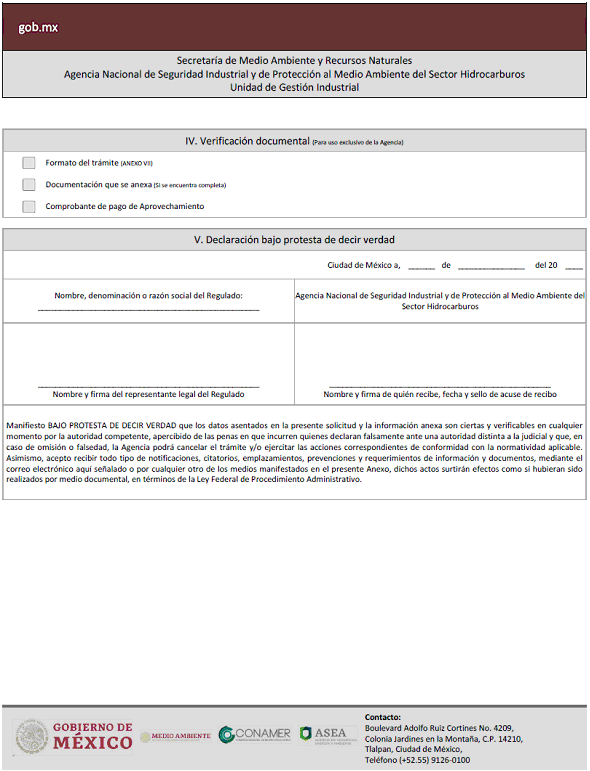 gob.mx
Secretaría de Medio Ambiente y Recursos Naturales
Agencia Nacional de Seguridad Industrial y de Protección al Medio Ambiente del Sector Hidrocarburos
Unidad de Gestión Industrial
IV. Verificación documental (Para uso exclusivo de la Agencia)
Formato del trámite (ANEXO VII)
Documentación que se anexa (Si se encuentra completa)
Comprobante de pago de Aprovechamiento
V. Declaración bajo protesta de decir verdad
Ciudad de México a, ______ de _______________ del 20 ____
Nombre, denominación o razón social del Regulado:
Agencia Nacional de Seguridad Industrial y de Protección al Medio Ambiente del
Sector Hidrocarburos
Nombre y firma del representante legal del Regulado
Nombre y firma de quién recibe, fecha y sello de acuse de recibo
Manifiesto BAJO PROTESTA DE DECIR VERDAD que los datos asentados en la presente solicitud y la información anexa son ciertas y verificables en cualquier
momento por la autoridad competente, apercibido de las penas en que incurren quienes declaran falsamente ante una autoridad distinta a la judicial y que, en
caso de omisión o falsedad, la Agencia podrá cancelar el trámite y/o ejercitar las acciones correspondientes de conformidad con la normatividad aplicable.
Asimismo, acepto recibir todo tipo de notificaciones, citatorios, emplazamientos, prevenciones y requerimientos de información y documentos, mediante el
correo electrónico aquí señalado o por cualquier otro de los medios manifestados en el presente Anexo, dichos actos surtirán efectos como si hubieran sido
realizados por medio documental, en términos de la Ley Federal de Procedimiento Administrativo.
GOBIERNO DE
MÉXICO
MEDIO AMBIENTE
CONAMER
ASEA
Contacto:
Boulevard Adolfo Ruiz Cortines No. 4209,
Colonia Jardines en la Montaña, C.P. 14210,
Tlalpan, Ciudad de México,
Teléfono (+52.55) 9126-0100